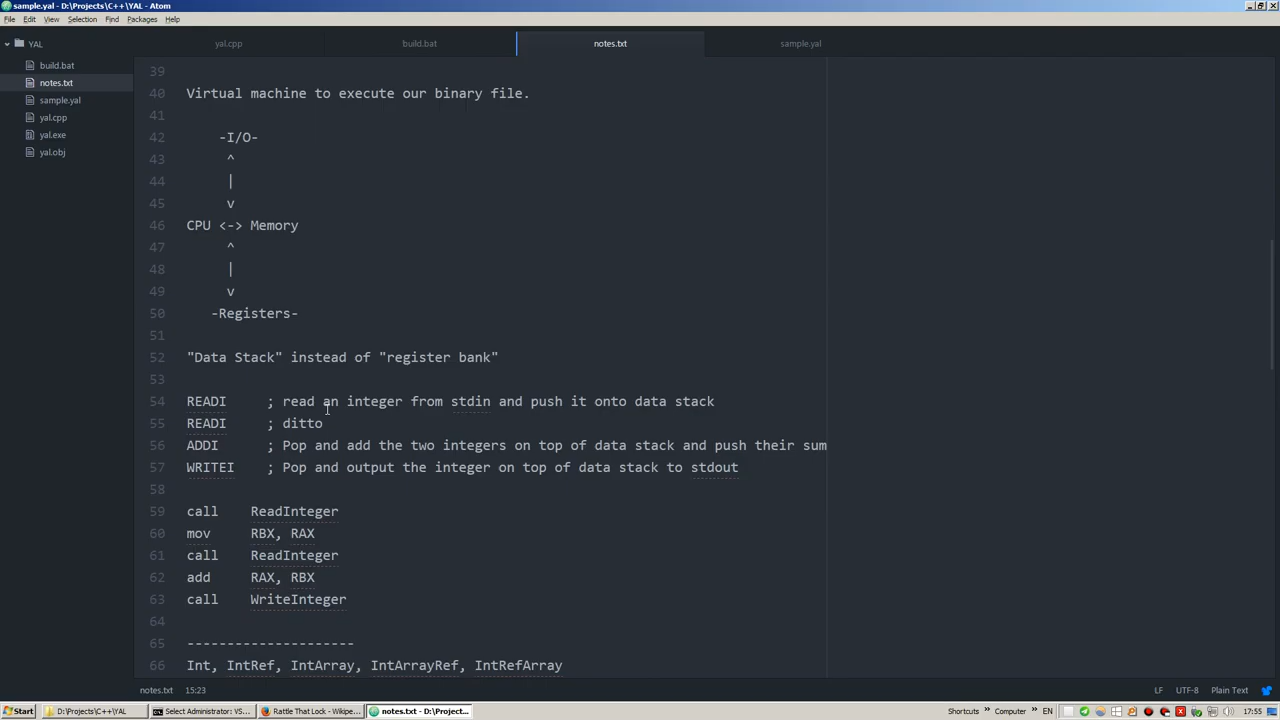 sample.yal - D:\Projects\C++\YAL - Atom
File Edit View Selection Find Packages Help
YAL
build.bat
notes.txt
sample.yal
yal.cpp
yal.exe
yal.obj
yal.cpp build.bat notes.txt sample.yal
39
40 Virtual machine to execute our binary file.
41
42     -I/O-
43      ^
44      |
45      v
46 CPU <-> Memory
47      ^
48      |
49      v
50    -Registers-
51
52 "Data Stack" instead of "register bank"
53
54 READI     ; read an integer from stdin and push it onto data stack
55 READI     ; ditto
56 ADDI      ; Pop and add the two integers on top of data stack and push their sum
57 WRITEI    ; Pop and output the integer on top of data stack to stdout
58
59 call    ReadInteger
60 mov     RBX, RAX
61 call    ReadInteger
62 add     RAX, RBX
63 call    WriteInteger
64
65 ---------------------
66 Int, IntRef, IntArray, IntArrayRef, IntRefArray
notes.txt 15:23 LF UTF-8 Plain Text
Start D:\Projects\C++\YAL Select Administrator: VS... Rattle That Lock - Wikipe... notes.txt - D:\Project... Shortcuts » Computer » EN 17:55